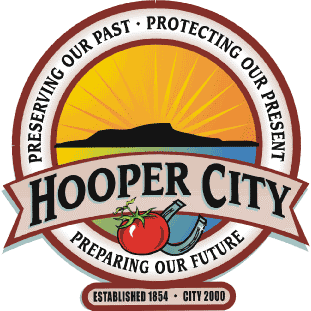 PRESERVING OUR PAST · PROTECTING OUR PRESENT
HOOPER CITY
PREPARING OUR FUTURE
ESTABLISHED 1854 · CITY 2000